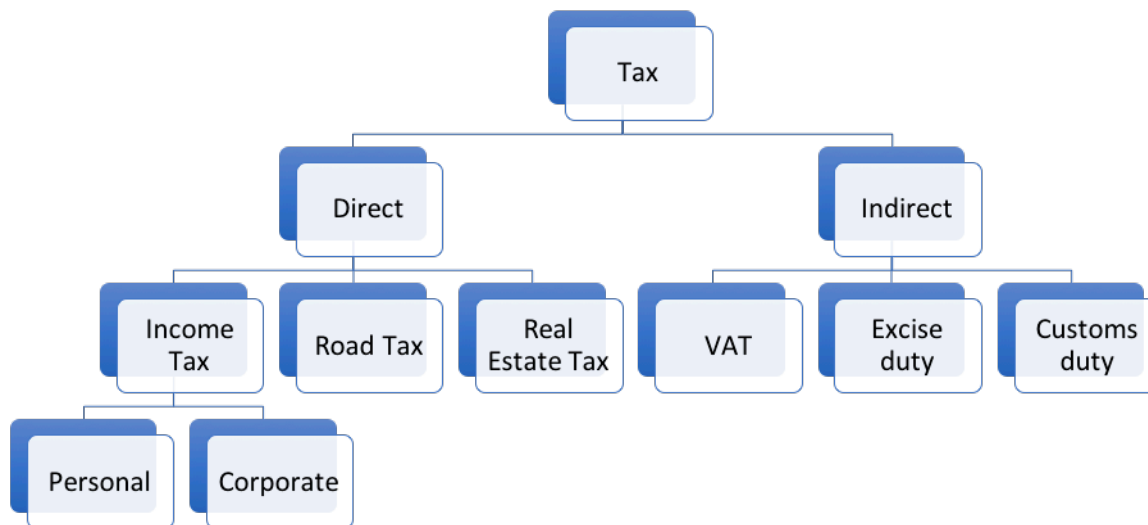 Tax
Direct
Indirect
Income
Tax
Road Tax
Real
Estate Tax
VAT
Excise
duty
Customs
duty
Personal
Corporate